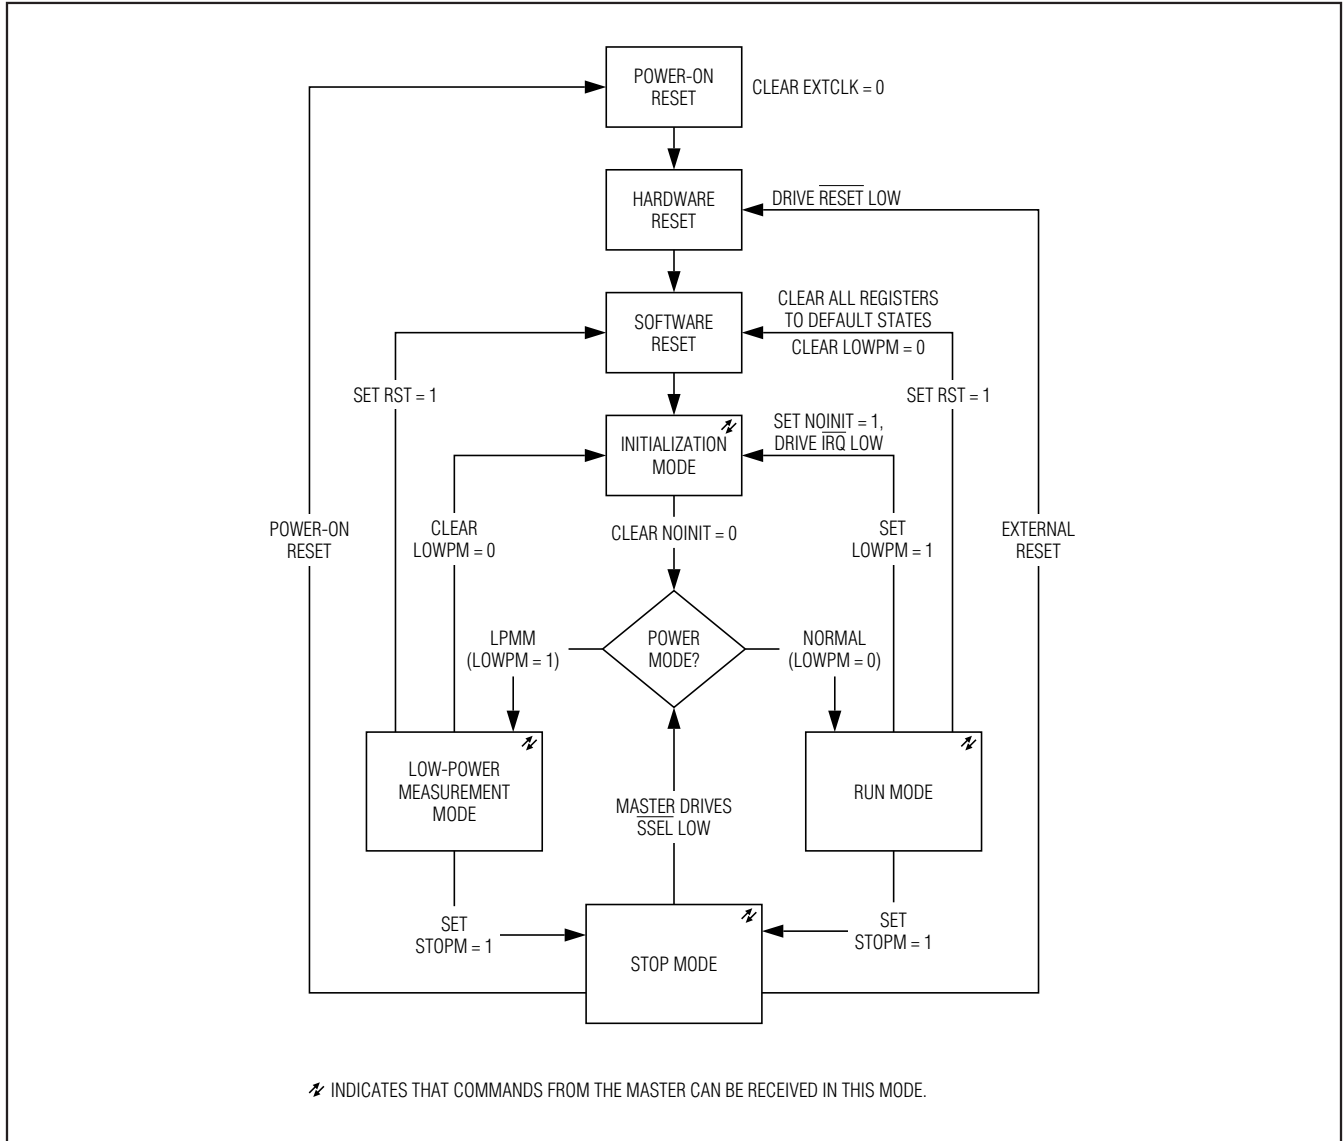 POWER-ON
RESET
CLEAR EXTCLK = 0
HARDWARE
RESET
DRIVE RESET LOW
SOFTWARE
RESET
CLEAR ALL REGISTERS
TO DEFAULT STATES
CLEAR LOWPM = 0
SET RST = 1
SET RST = 1
INITIALIZATION
MODE
SET NOINIT = 1,
DRIVE IRQ LOW
POWER-ON
RESET
CLEAR
LOWPM = 0
CLEAR NOINIT = 0
SET
LOWPM = 1
EXTERNAL
RESET
LPMM
(LOWPM = 1)
POWER
MODE?
NORMAL
(LOWPM = 0)
LOW-POWER
MEASUREMENT
MODE
MASTER DRIVES
SSEL LOW
RUN MODE
SET
STOPM = 1
STOP MODE
SET
STOPM = 1
INDICATES THAT COMMANDS FROM THE MASTER CAN BE RECEIVED IN THIS MODE.